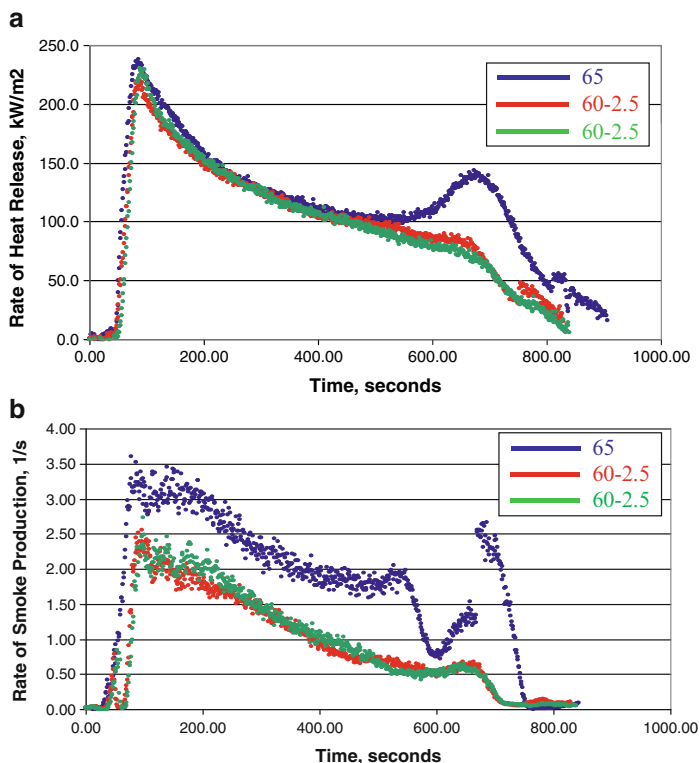 a
250.0
200.0
150.0
100.0
50.0
0.0
Rate of Heat Release, kW/m2
65
60-2.5
60-2.5
0.00 200.00 400.00 600.00 800.00 1000.00
Time, seconds
b
4.00
3.50
3.00
2.50
2.00
1.50
1.00
0.50
0.00
Rate of Smoke Production, 1/s
65
60-2.5
60-2.5
0.00 200.00 400.00 600.00 800.00 1000.00
Time, seconds